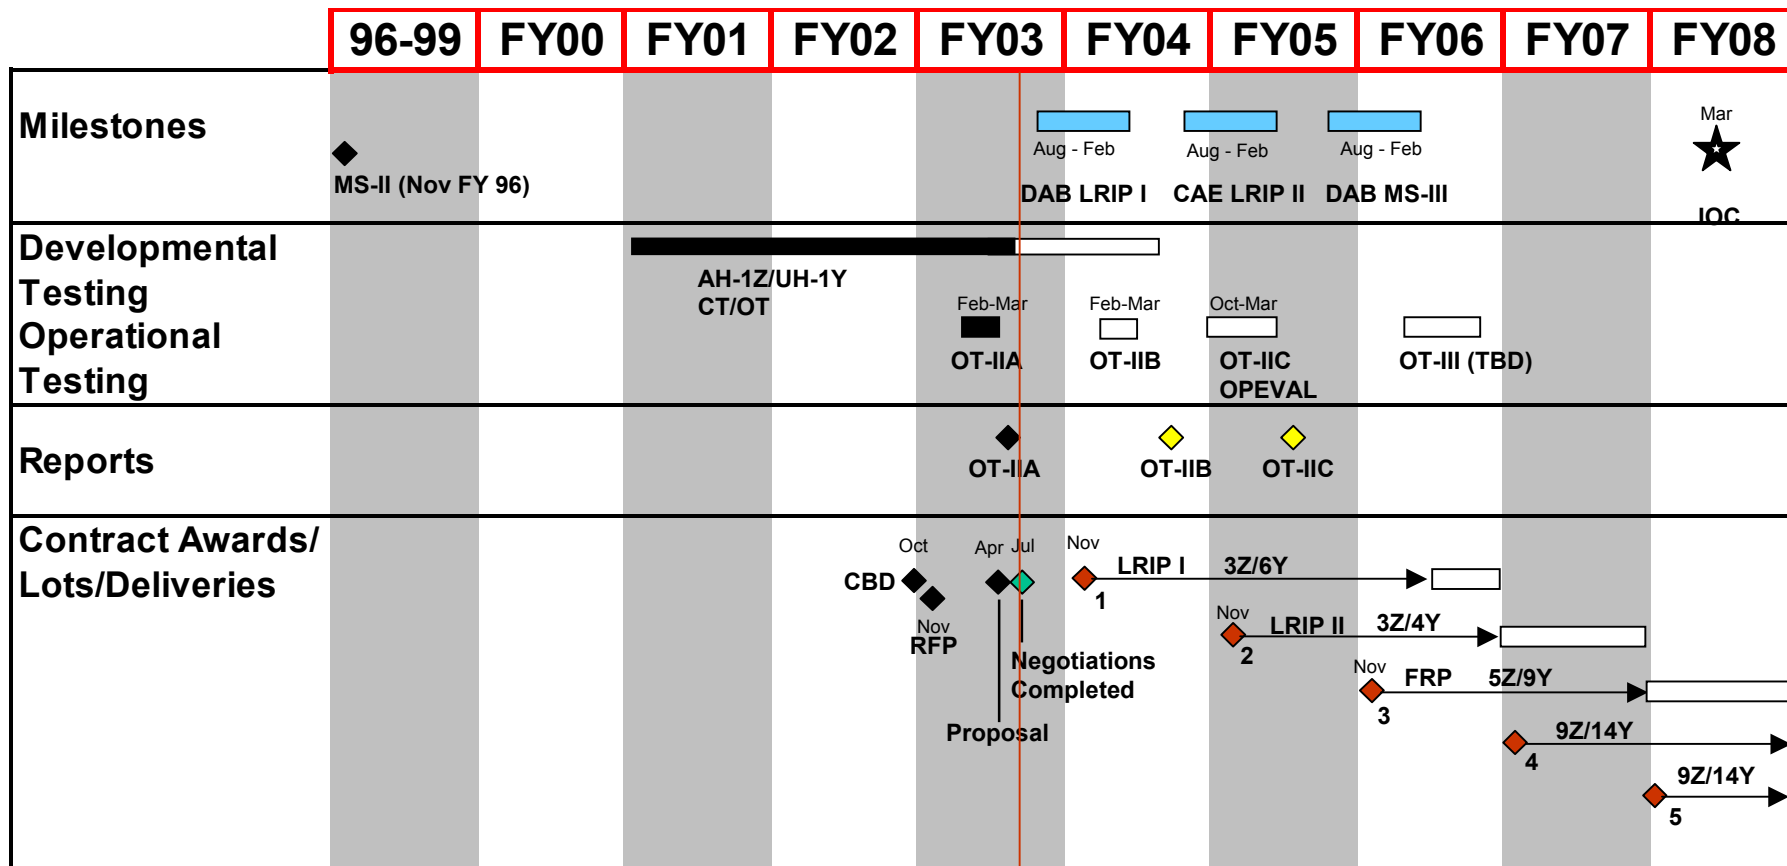 96-99 FY00 FY01 FY02 FY03 FY04 FY05 FY06 FY07 FY08
Milestones
MS-II (Nov FY 96)
Aug - Feb
DAB LRIP I
Aug - Feb
CAE LRIP II
Aug - Feb
DAB MS-III
Mar
IOC
Developmental
Testing
AH-1Z/UH-1Y
CT/OT
Operational
Testing
Feb-Mar
OT-IIA
Feb-Mar
OT-IIB
Oct-Mar
OT-IIC
OPEVAL
OT-III (TBD)
Reports
OT-IIA
OT-IIB
OT-IIC
Contract Awards/
Lots/Deliveries
Oct
CBD
Nov
RFP
Apr
Proposal
Jul
Negotiations
Completed
Nov
LRIP I 3Z/6Y
1
Nov
LRIP II 3Z/4Y
2
Nov
FRP 5Z/9Y
3
9Z/14Y
4
9Z/14Y
5